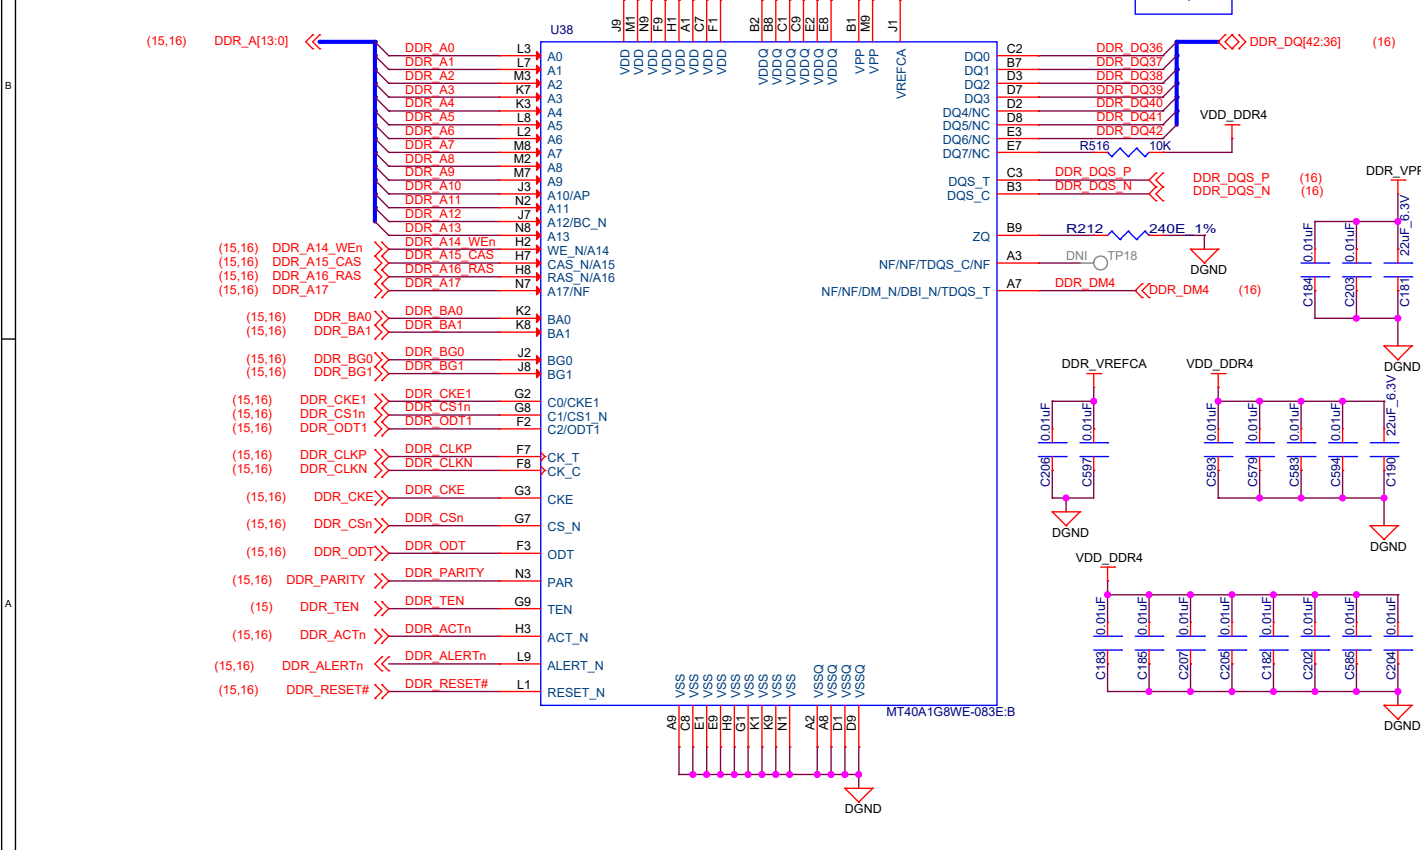 U38
MT40A1G8WE-083E:B
B
A
J9 M1 N9 F9 H1 A1 C7 F1
VDD VDD VDD VDD VDD VDD VDD VDD
B2 B8 C1 C9 E2 E8
VDDQ VDDQ VDDQ VDDQ VDDQ VDDQ
B1 M9
VPP VPP
J1
VREFCA
(15,16) DDR_A[13:0]
DDR_A0 L3 A0
DDR_A1 L7 A1
DDR_A2 M3 A2
DDR_A3 K7 A3
DDR_A4 K3 A4
DDR_A5 L8 A5
DDR_A6 L2 A6
DDR_A7 M8 A7
DDR_A8 M2 A8
DDR_A9 M7 A9
DDR_A10 J3 A10/AP
DDR_A11 N2 A11
DDR_A12 J7 A12/BC_N
DDR_A13 N8 A13
(15,16) DDR_A14_WEn DDR_A14_WEn H2 WE_N/A14
(15,16) DDR_A15_CAS DDR_A15_CAS H7 CAS_N/A15
(15,16) DDR_A16_RAS DDR_A16_RAS H8 RAS_N/A16
(15,16) DDR_A17 DDR_A17 N7 A17/NF
(15,16) DDR_BA0 DDR_BA0 K2 BA0
(15,16) DDR_BA1 DDR_BA1 K8 BA1
(15,16) DDR_BG0 DDR_BG0 J2 BG0
(15,16) DDR_BG1 DDR_BG1 J8 BG1
(15,16) DDR_CKE1 DDR_CKE1 G2 C0/CKE1
(15,16) DDR_CS1n DDR_CS1n G8 C1/CS1_N
(15,16) DDR_ODT1 DDR_ODT1 F2 C2/ODT1
(15,16) DDR_CLKP DDR_CLKP F7 CK_T
(15,16) DDR_CLKN DDR_CLKN F8 CK_C
(15,16) DDR_CKE DDR_CKE G3 CKE
(15,16) DDR_CSn DDR_CSn G7 CS_N
(15,16) DDR_ODT DDR_ODT F3 ODT
(15,16) DDR_PARITY DDR_PARITY N3 PAR
(15) DDR_TEN DDR_TEN G9 TEN
(15,16) DDR_ACTn DDR_ACTn H3 ACT_N
(15,16) DDR_ALERTn DDR_ALERTn L9 ALERT_N
(15,16) DDR_RESET# DDR_RESET# L1 RESET_N
DQ0 C2 DDR_DQ36 DDR_DQ[42:36] (16)
DQ1 B7 DDR_DQ37
DQ2 D3 DDR_DQ38
DQ3 D7 DDR_DQ39
DQ4/NC D2 DDR_DQ40
DQ5/NC D8 DDR_DQ41
DQ6/NC E3 DDR_DQ42
DQ7/NC E7 R516 10K VDD_DDR4
DQS_T C3 DDR_DQS_P DDR_DQS_P (16)
DQS_C B3 DDR_DQS_N DDR_DQS_N (16)
ZQ B9 R212 240E_1% DGND
NF/NF/TDQS_C/NF A3 DNI TP18
NF/NF/DM_N/DBI_N/TDQS_T A7 DDR_DM4 DDR_DM4 (16)
VSS VSS VSS VSS VSS VSS VSS VSS VSS
A9 C8 E1 E9 H9 G1 K1 K9 N1
VSSQ VSSQ VSSQ VSSQ
A2 A8 D1 D9
DGND
DDR_VPP
0.01uF 0.01uF 22uF_6.3V
C184 C203 C181
DGND
DDR_VREFCA
0.01uF 0.01uF
C206 C597
DGND
VDD_DDR4
0.01uF 0.01uF 0.01uF 0.01uF 22uF_6.3V
C593 C579 C583 C594 C190
DGND
VDD_DDR4
0.01uF 0.01uF 0.01uF 0.01uF 0.01uF 0.01uF 0.01uF 0.01uF
C183 C185 C207 C205 C182 C202 C585 C204
DGND